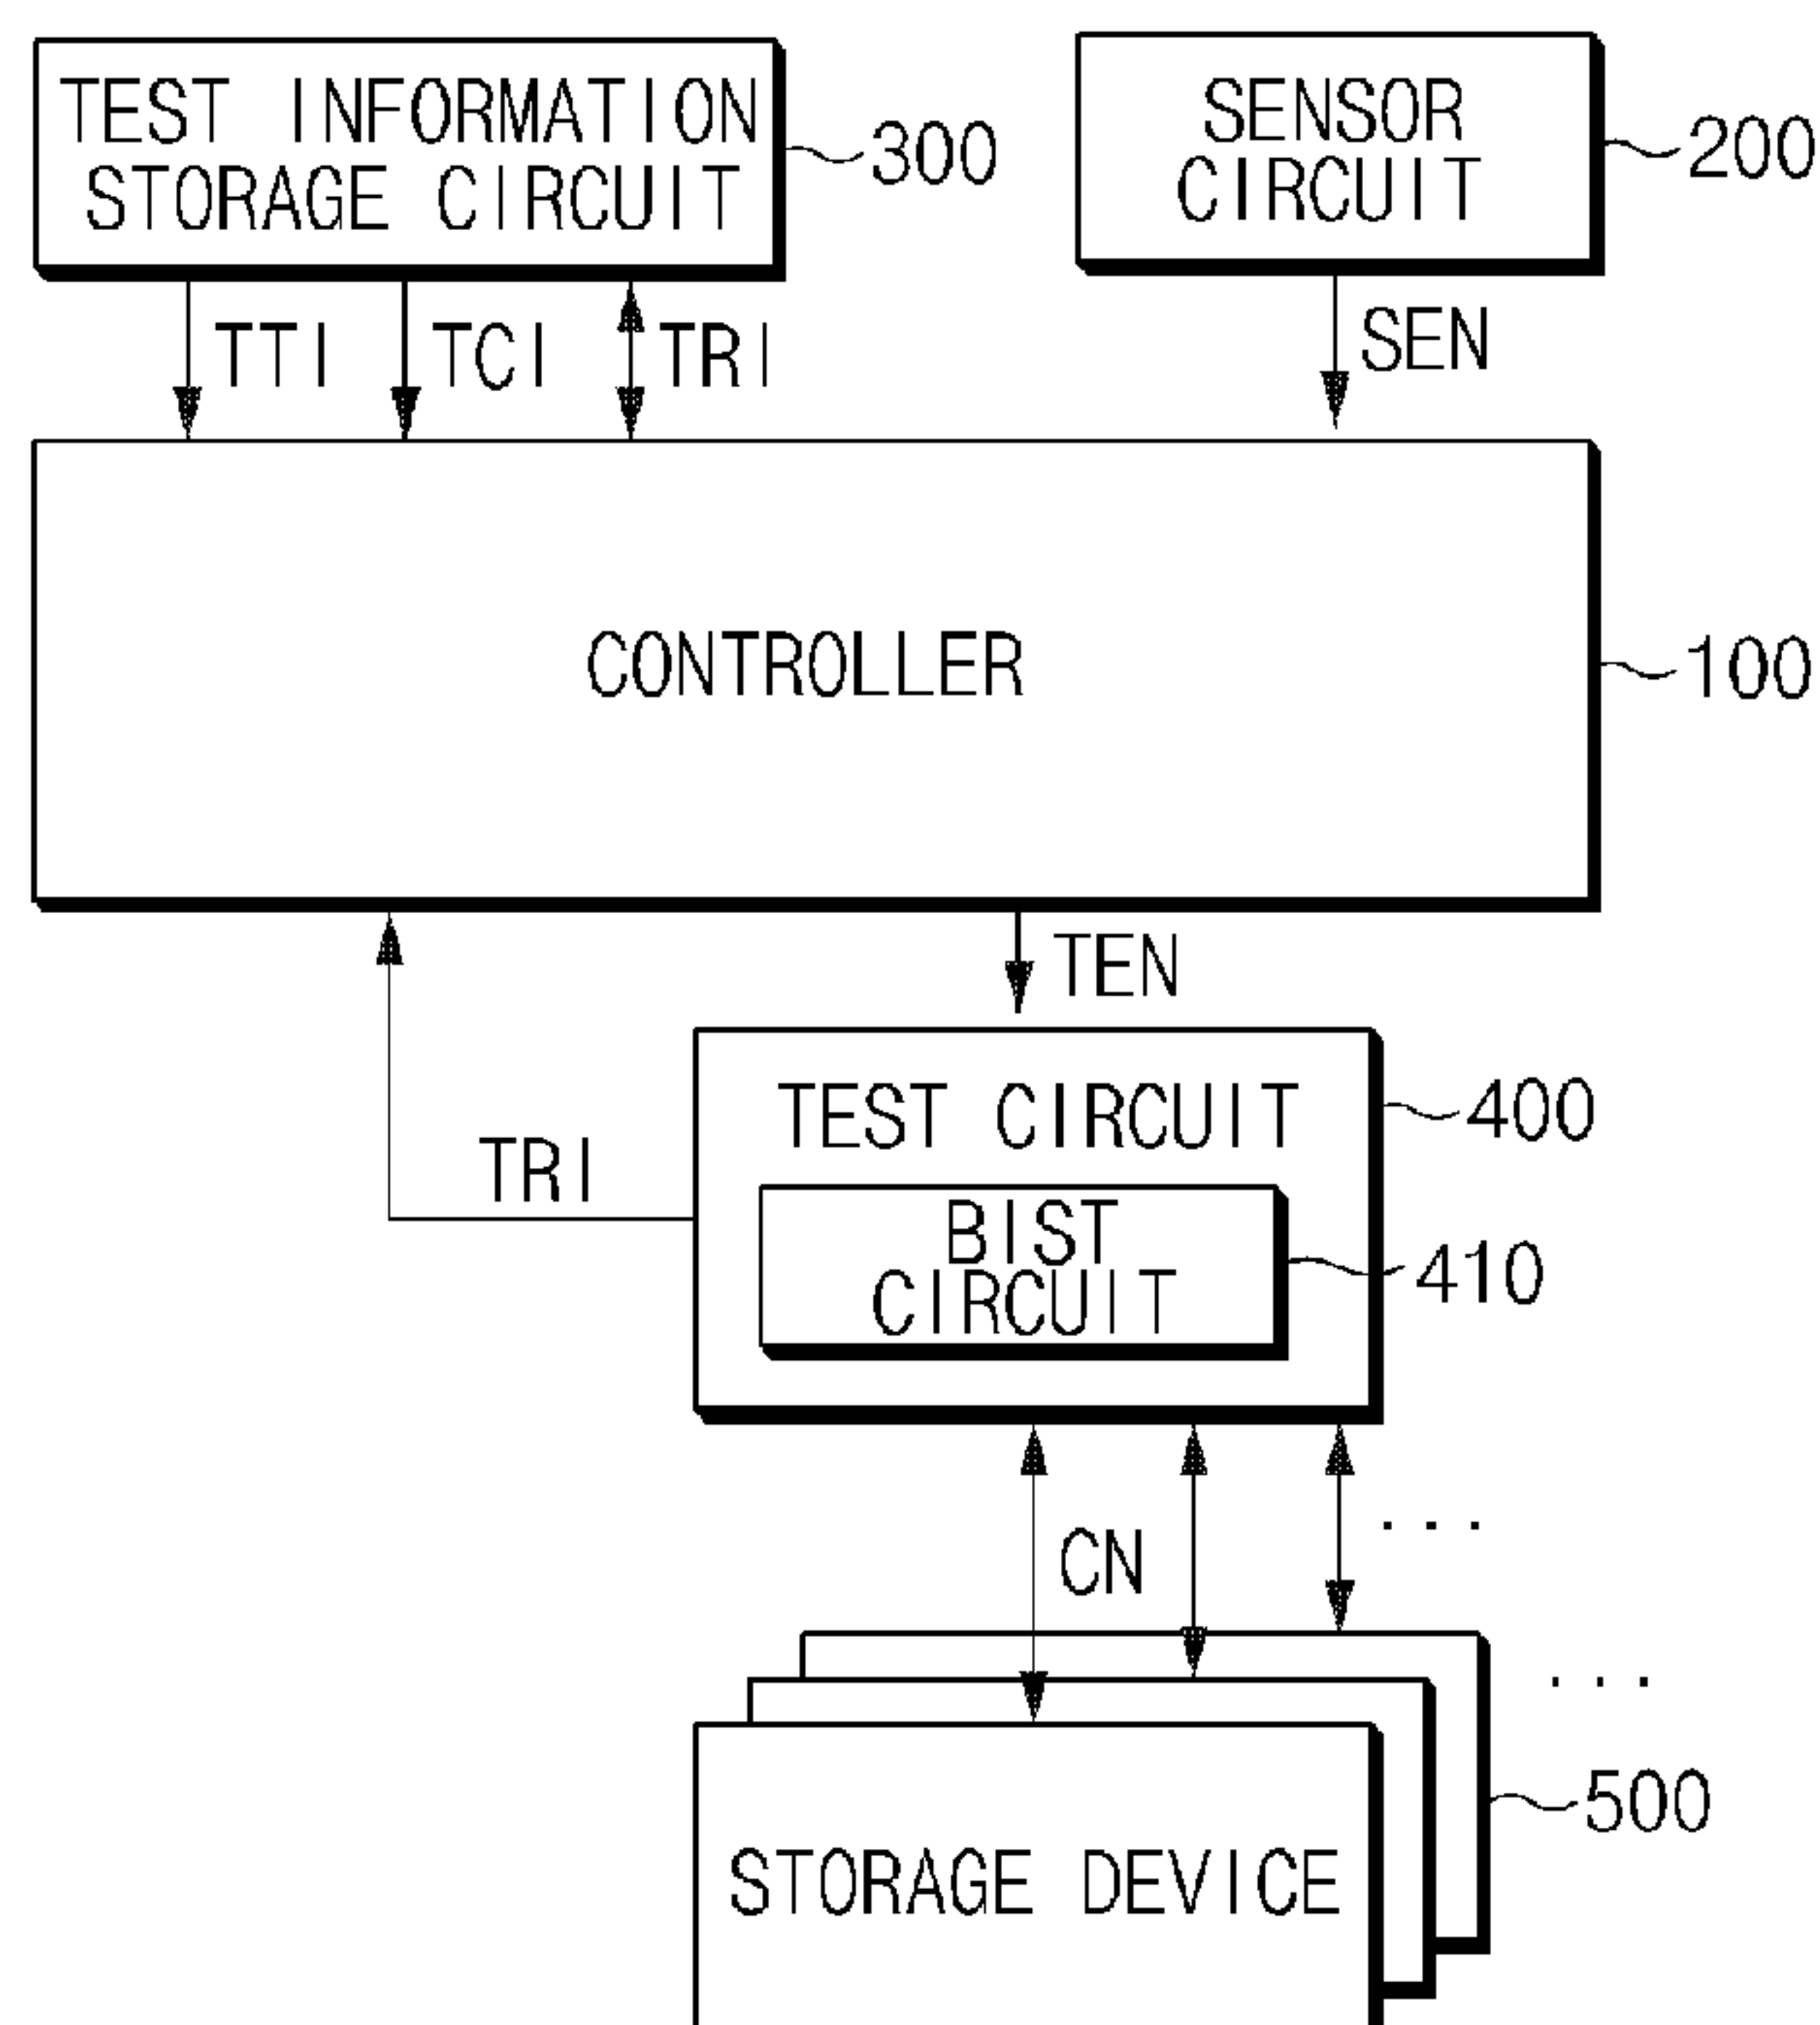 TEST INFORMATION
STORAGE CIRCUIT
300
SENSOR
CIRCUIT
200
TTI
TCI
TRI
SEN
CONTROLLER
100
TEN
TEST CIRCUIT
400
TRI
BIST
CIRCUIT
410
CN
...
...
500
STORAGE DEVICE